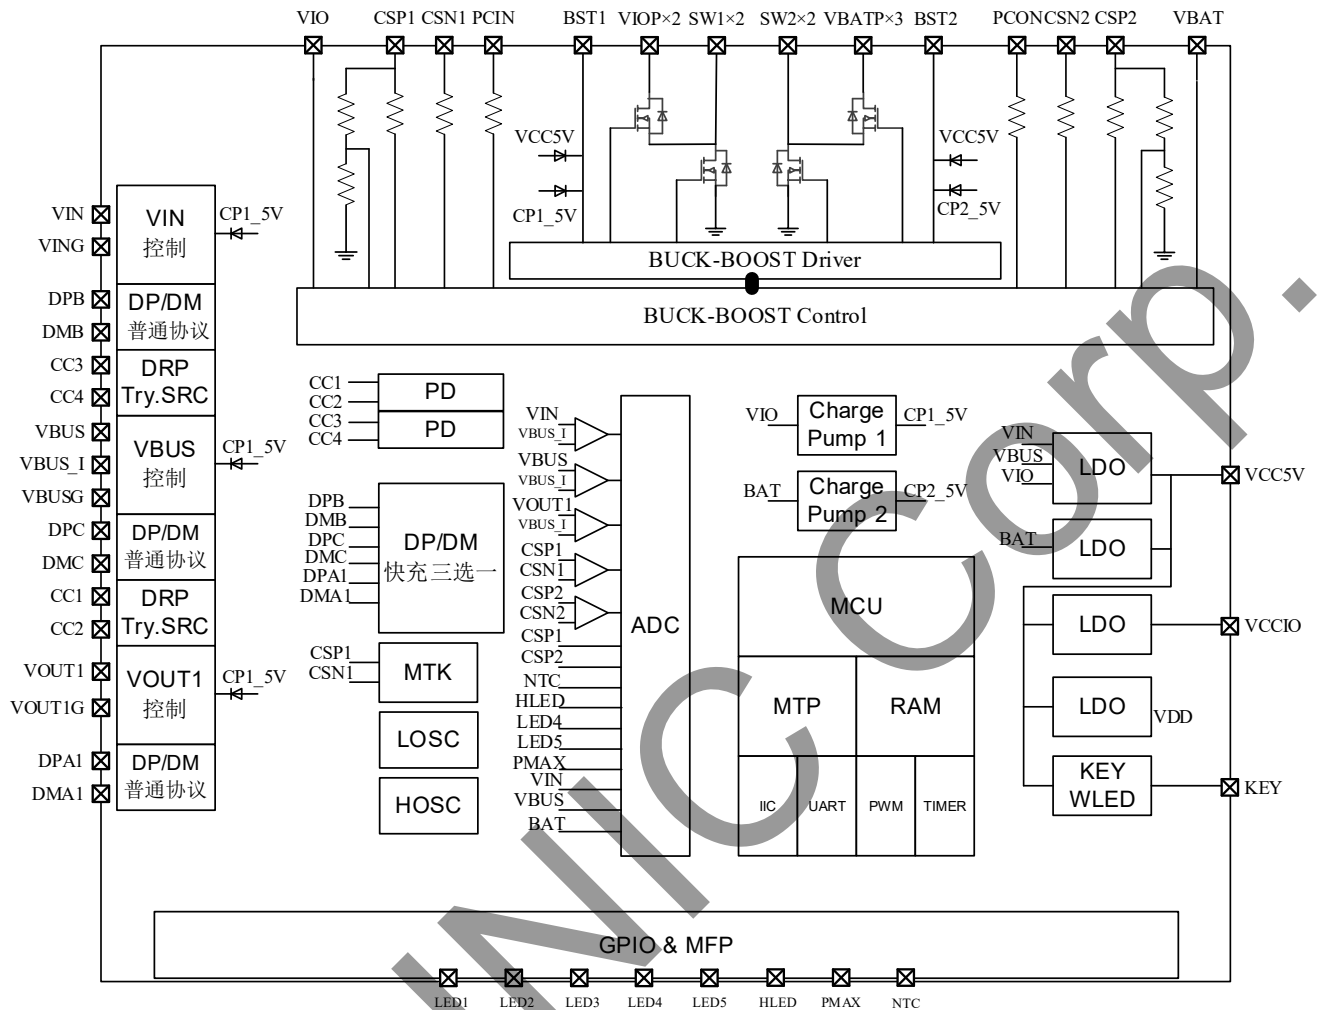 VIO CSP1 CSN1 PCIN BST1 VIOP×2 SW1×2 SW2×2 VBATP×3 BST2 PCON CSN2 CSP2 VBAT
VCC5V
CP1_5V
VCC5V
CP2_5V
BUCK-BOOST Driver
BUCK-BOOST Control
VIN
VING
DPB
DMB
CC3
CC4
VBUS
VBUS_I
VBUSG
DPC
DMC
CC1
CC2
VOUT1
VOUT1G
DPA1
DMA1
VIN
控制
CP1_5V
DP/DM
普通协议
DRP
Try.SRC
VBUS
控制
CP1_5V
DP/DM
普通协议
DRP
Try.SRC
VOUT1
控制
CP1_5V
DP/DM
普通协议
CC1
CC2
PD
CC3
CC4
PD
DPB
DMB
DPC
DMC
DPA1
DMA1
DP/DM
快充三选一
CSP1
CSN1
MTK
LOSC
HOSC
VIN
VBUS_I
VBUS
VBUS_I
VOUT1
VBUS_I
CSP1
CSN1
CSP2
CSN2
CSP1
CSP2
NTC
HLED
LED4
LED5
PMAX
VIN
VBUS
BAT
ADC
VIO
Charge
Pump 1
CP1_5V
BAT
Charge
Pump 2
CP2_5V
MCU
MTP
RAM
IIC
UART
PWM
TIMER
VIN
VBUS
VIO
LDO
VCC5V
BAT
LDO
LDO
VCCIO
LDO
VDD
KEY
WLED
KEY
GPIO & MFP
LED1 LED2 LED3 LED4 LED5 HLED PMAX NTC
NIC Corp.